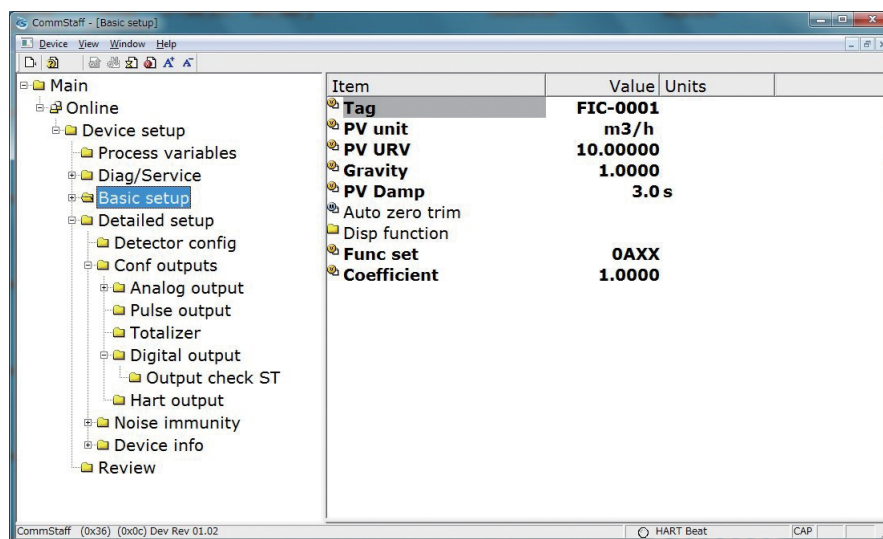 CommStaff - [Basic setup]
Device View Window Help
Main
Online
Device setup
Process variables
Diag/Service
Basic setup
Detailed setup
Detector config
Conf outputs
Analog output
Pulse output
Totalizer
Digital output
Output check ST
Hart output
Noise immunity
Device info
Review
Item Value Units
Tag FIC-0001
PV unit m3/h
PV URV 10.00000
Gravity 1.0000
PV Damp 3.0 s
Auto zero trim
Disp function
Func set 0AXX
Coefficient 1.0000
CommStaff (0x36) (0x0c) Dev Rev 01.02 HART Beat CAP